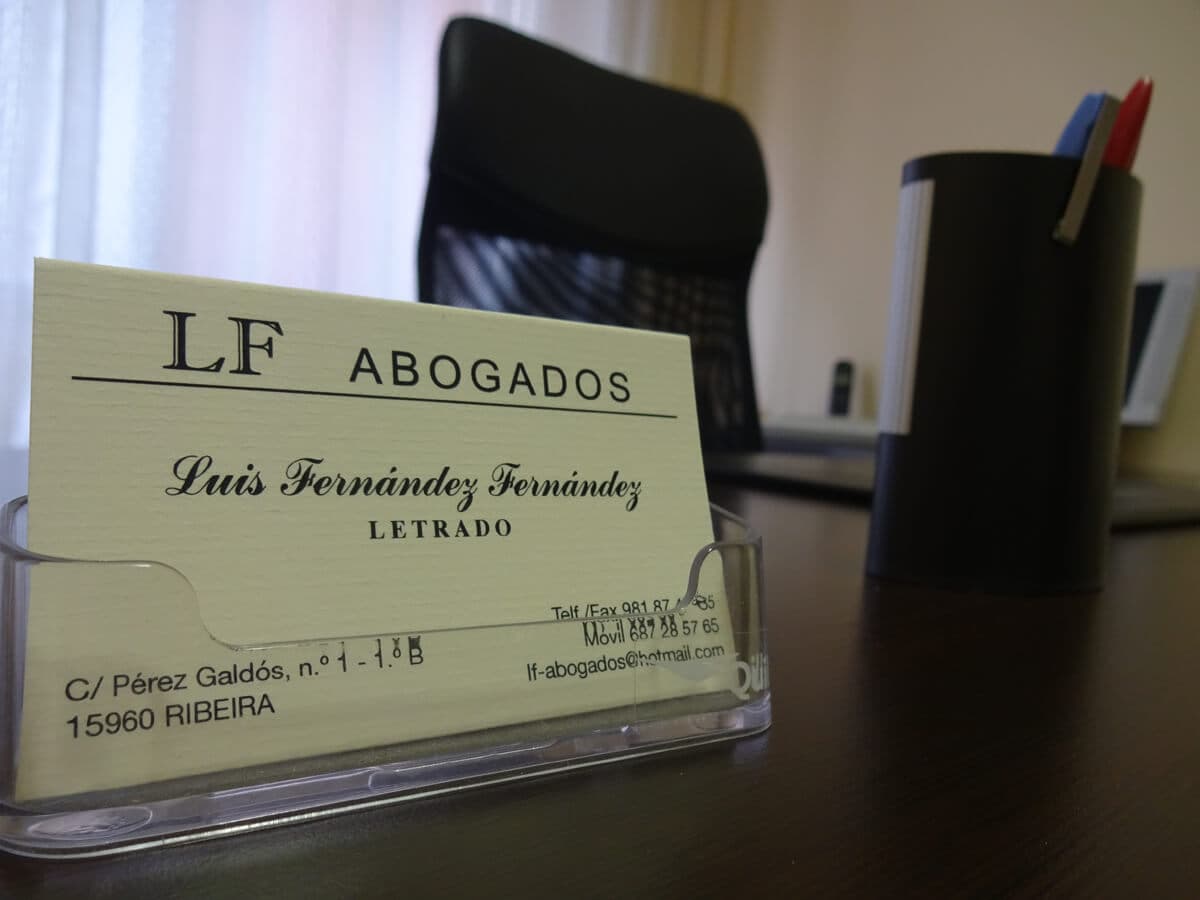 LF ABOGADOS
Luis Fernández Fernández
LETRADO
C/ Pérez Galdós, n.º 1 - 1.º B
15960 RIBEIRA
Telf./Fax 981 87
Móvil 687 28 57 65
lf-abogados@hotmail.com